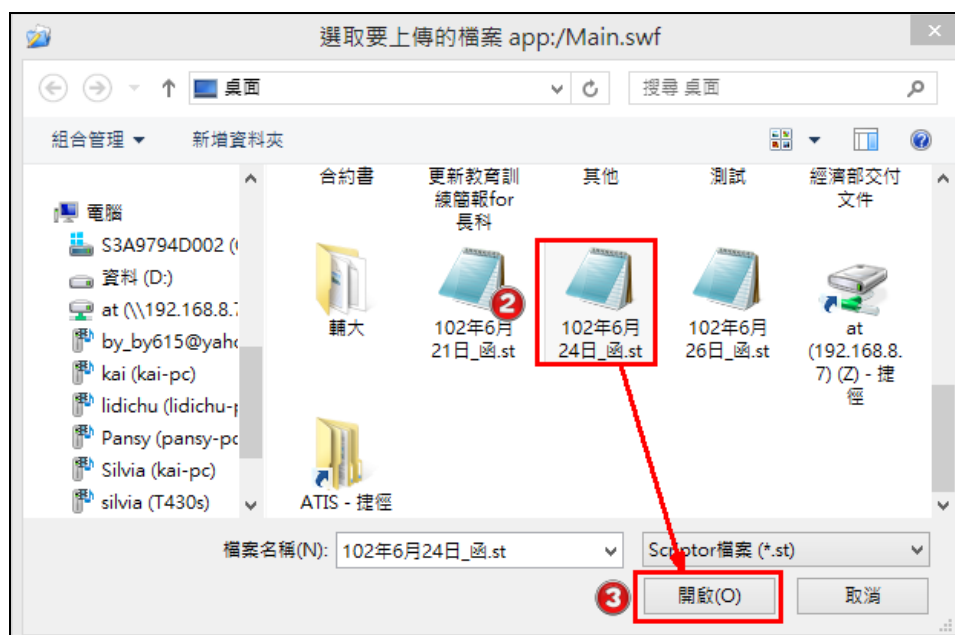 選取要上傳的檔案 app:/Main.swf
桌面
搜尋 桌面
組合管理
新增資料夾
合約書
更新教育訓
練簡報for
長科
其他
測試
經濟部交付
文件
電腦
S3A9794D002 (
資料 (D:)
at (\\192.168.8.7
by_by615@yaho
kai (kai-pc)
lidichu (lidichu-p
Pansy (pansy-pc
Silvia (kai-pc)
silvia (T430s)
輔大
2
102年6月
21日_函.st
102年6月
24日_函.st
102年6月
26日_函.st
at
(192.168.8.
7) (Z) - 捷
徑
ATIS - 捷徑
檔案名稱(N):
102年6月24日_函.st
Scriptor檔案 (*.st)
3
開啟(O)
取消